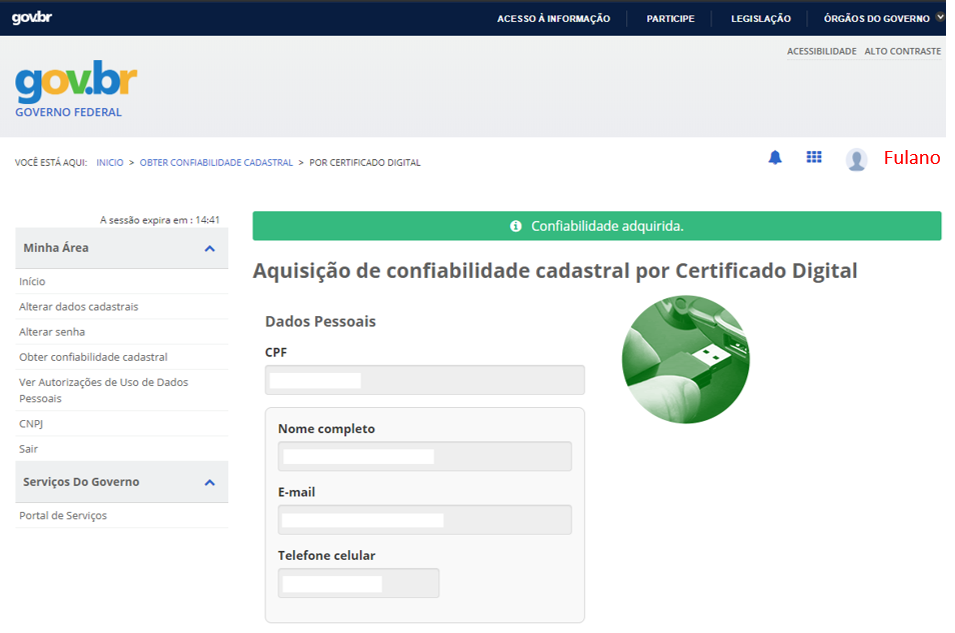 gov.br
ACESSO À INFORMAÇÃO
PARTICIPE
LEGISLAÇÃO
ÓRGÃOS DO GOVERNO
ACESSIBILIDADE ALTO CONTRASTE
gov.br
GOVERNO FEDERAL
VOCÊ ESTÁ AQUI: INICIO > OBTER CONFIABILIDADE CADASTRAL > POR CERTIFICADO DIGITAL
Fulano
A sessão expira em : 14:41
Minha Área
Início
Alterar dados cadastrais
Alterar senha
Obter confiabilidade cadastral
Ver Autorizações de Uso de Dados
Pessoais
CNPJ
Sair
Serviços Do Governo
Portal de Serviços
Confiabilidade adquirida.
Aquisição de confiabilidade cadastral por Certificado Digital
Dados Pessoais
CPF
Nome completo
E-mail
Telefone celular